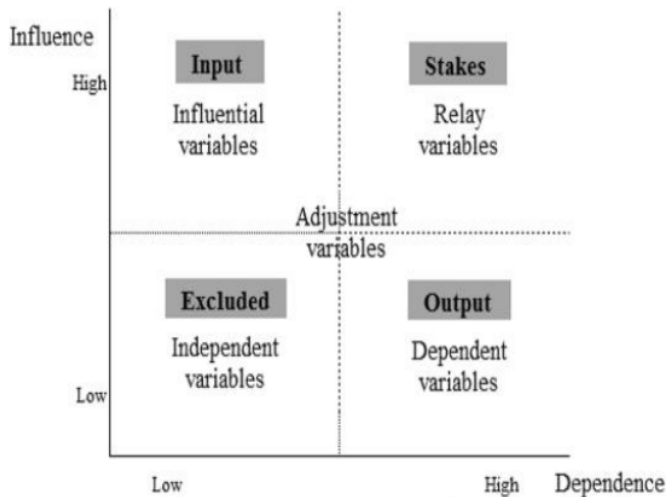 Influence
Input
Stakes
High
Influential
variables
Relay
variables
Adjustment
variables
Excluded
Output
Independent
variables
Dependent
variables
Low
Low
High
Dependence